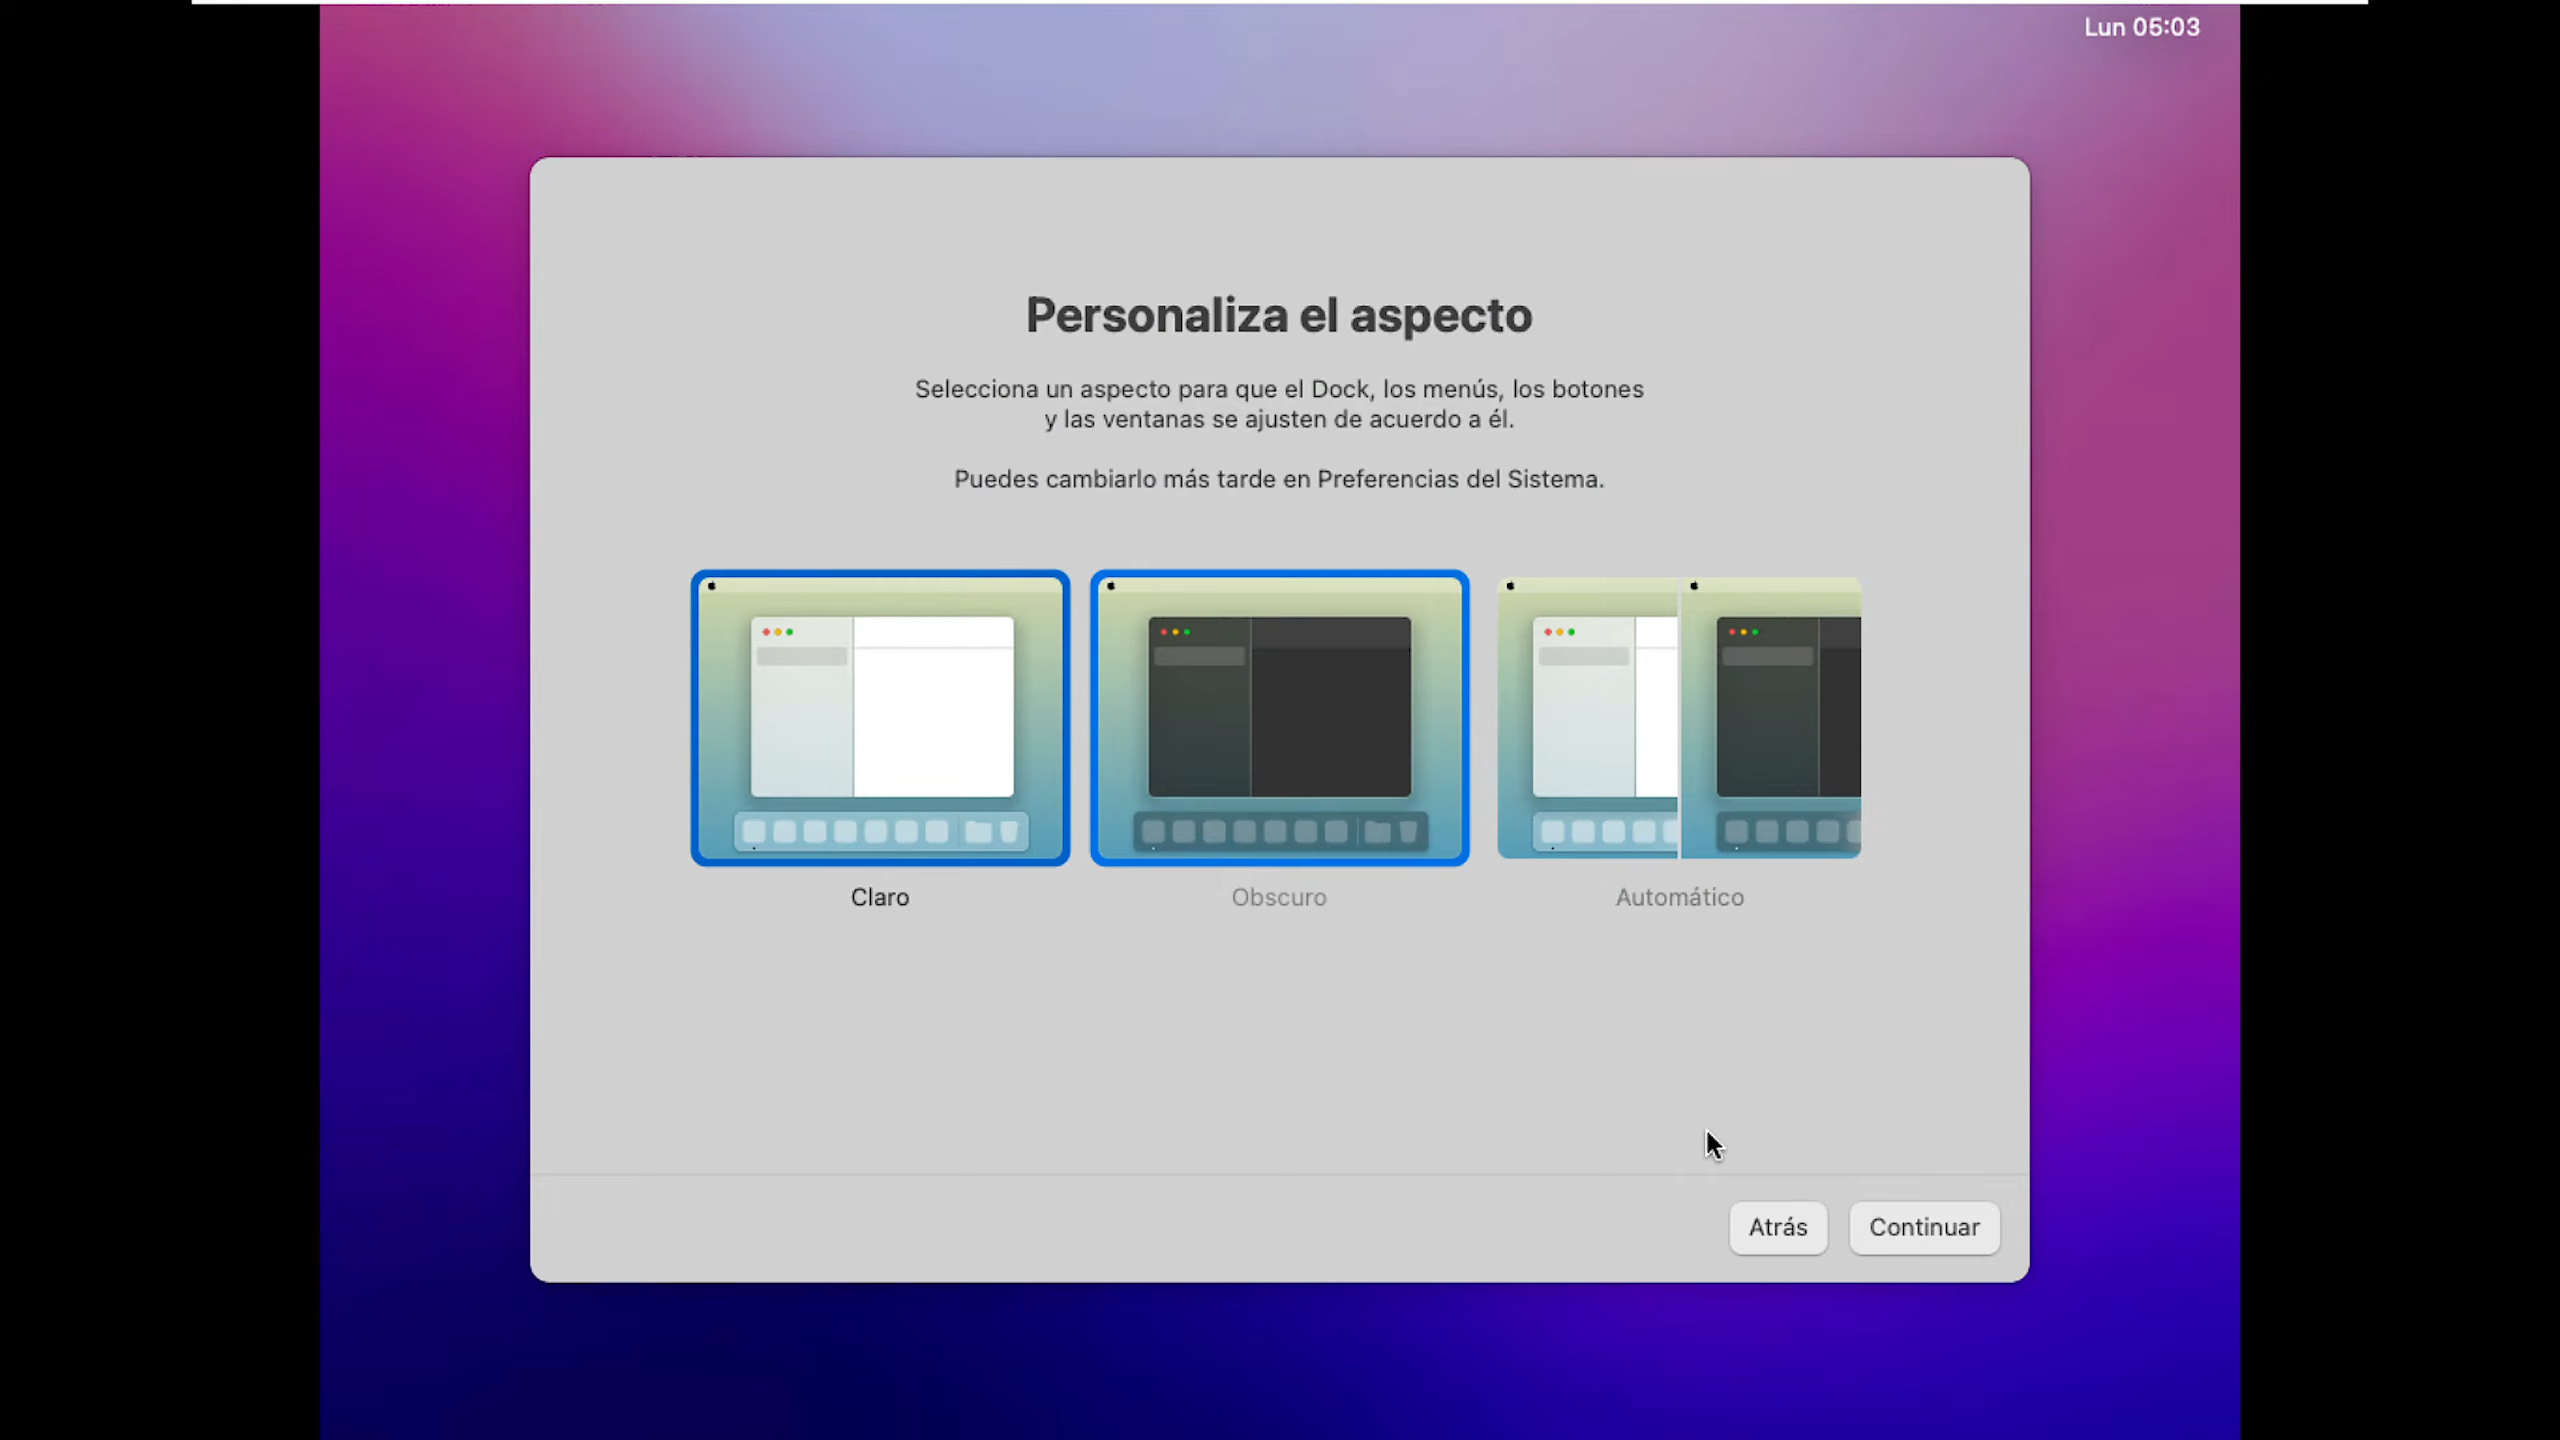 Lun 05:03
Personaliza el aspecto
Selecciona un aspecto para que el Dock, los menús, los botones
y las ventanas se ajusten de acuerdo a él.
Puedes cambiarlo más tarde en Preferencias del Sistema.
Claro
Obscuro
Automático
Atrás
Continuar